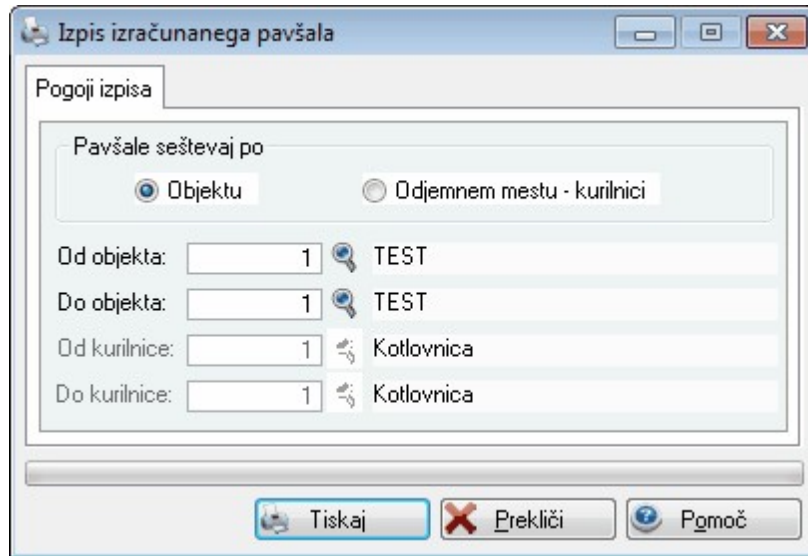 Izpis izračunanega pavšala
Pogoji izpisa
Pavšale seštevaj po
Objektu Odjemnem mestu - kurilnici
Od objekta: 1 TEST
Do objekta: 1 TEST
Od kurilnice: 1 Kotlovnica
Do kurilnice: 1 Kotlovnica
Tiskaj Prekliči Pomoč